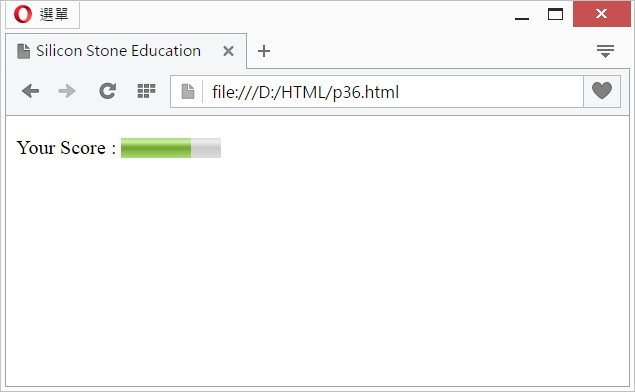 選單
Silicon Stone Education
file:///D:/HTML/p36.html
Your Score :